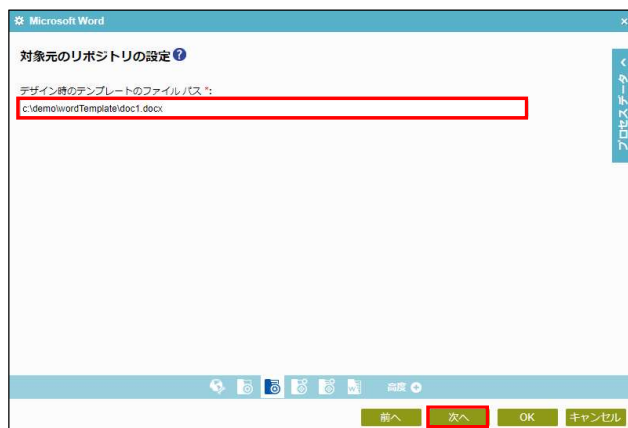 Microsoft Word ×
対象元のリポジトリの設定 ?
プロセスデータ
デザイン時のテンプレートのファイル パス *:
c:\demo\wordTemplate\doc1.docx
高度
前へ 次へ OK キャンセル